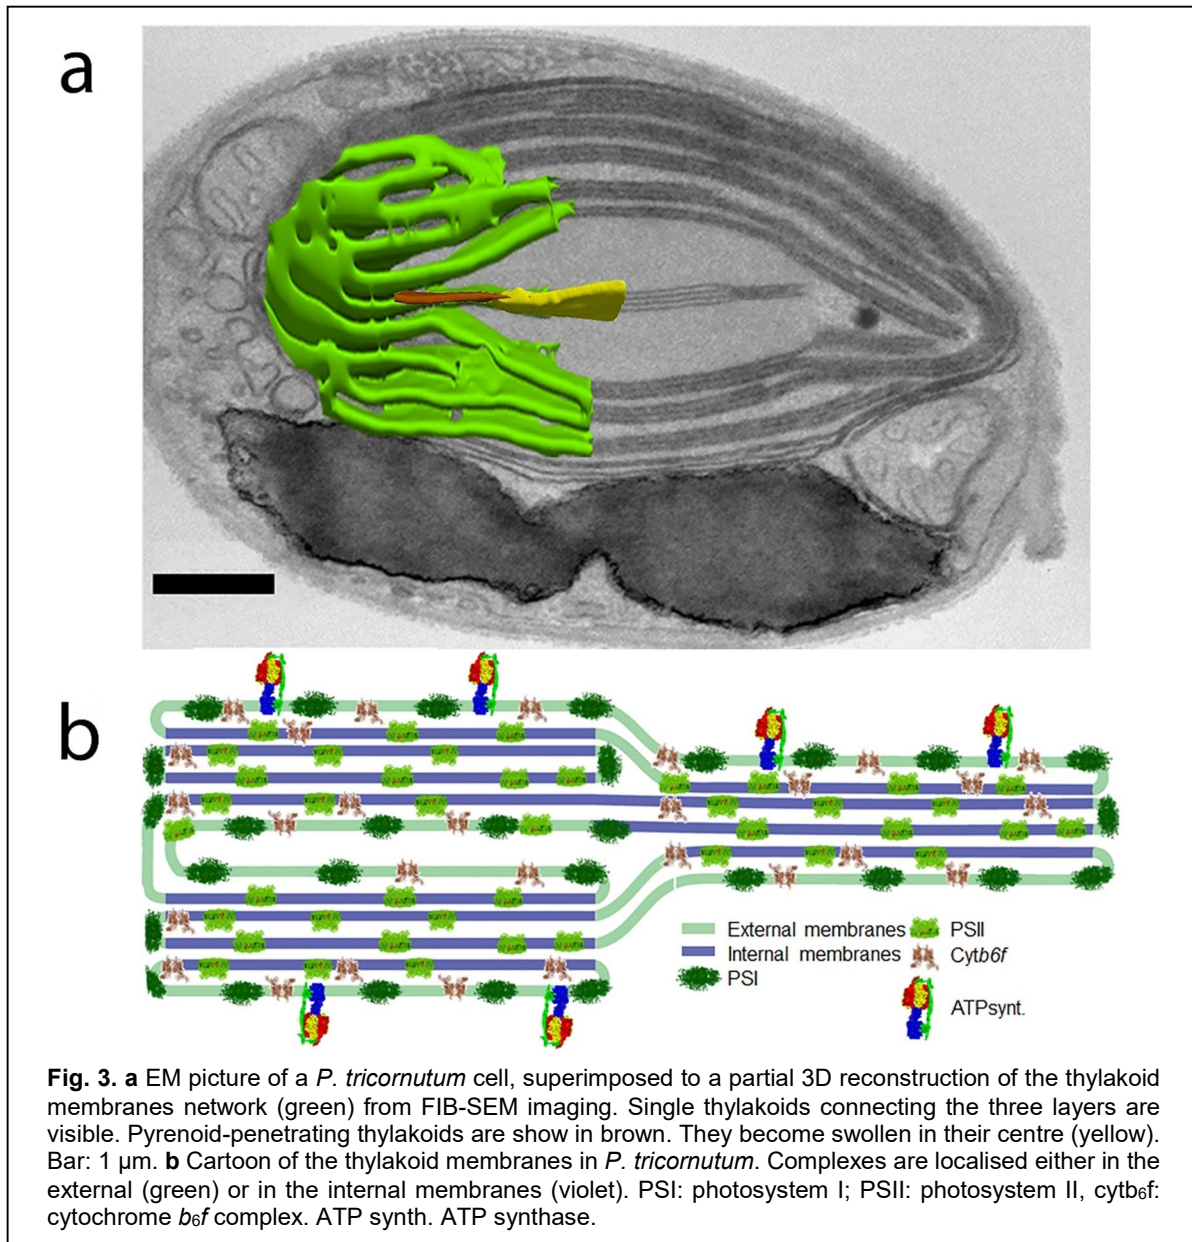 a
b
External membranes
PSII
Internal membranes
Cytb6f
PSI
ATPsynt.
Fig. 3. a EM picture of a P. tricornutum cell, superimposed to a partial 3D reconstruction of the thylakoid
membranes network (green) from FIB-SEM imaging. Single thylakoids connecting the three layers are
visible. Pyrenoid-penetrating thylakoids are show in brown. They become swollen in their centre (yellow).
Bar: 1 µm. b Cartoon of the thylakoid membranes in P. tricornutum. Complexes are localised either in the
external (green) or in the internal membranes (violet). PSI: photosystem I; PSII: photosystem II, cytb₆f:
cytochrome b₆f complex. ATP synth. ATP synthase.